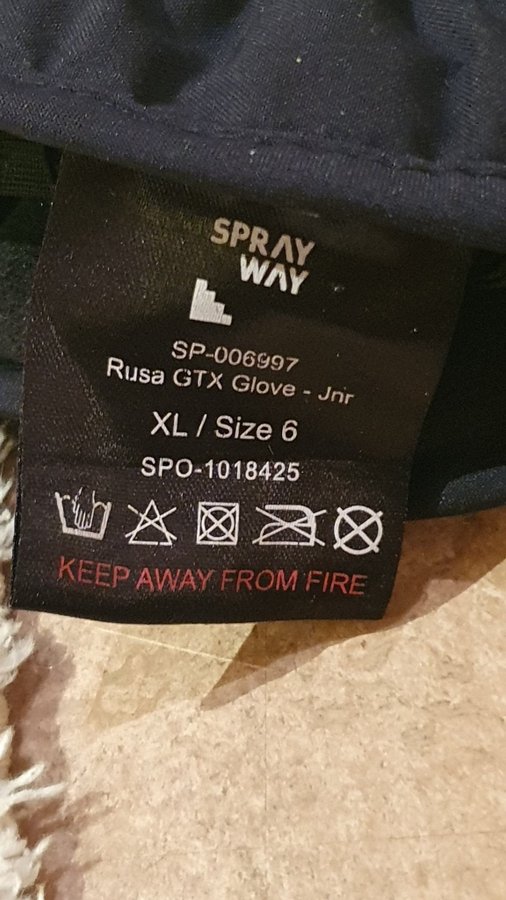 SPRAY
WAY
SP-006997
Rusa GTX Glove - Jnr
XL / Size 6
SPO-1018425
KEEP AWAY FROM FIRE